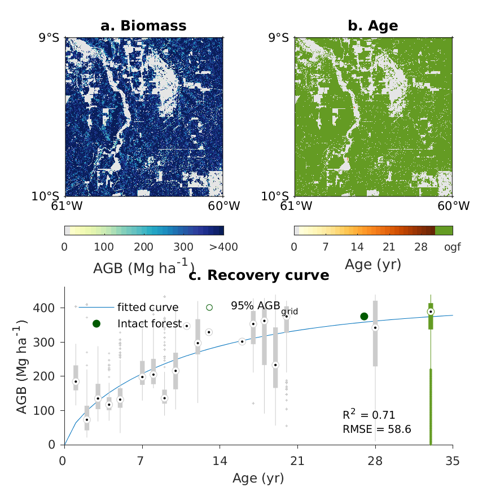 a. Biomass
b. Age
9°S
10°S
61°W
60°W
9°S
10°S
61°W
60°W
0 100 200 300 >400
AGB (Mg ha-1)
0 7 14 21 28 ogf
Age (yr)
c. Recovery curve
fitted curve
95% AGBgrid
Intact forest
AGB (Mg ha-1)
400
300
200
100
0
R2 = 0.71
RMSE = 58.6
0 7 14 21 28 35
Age (yr)